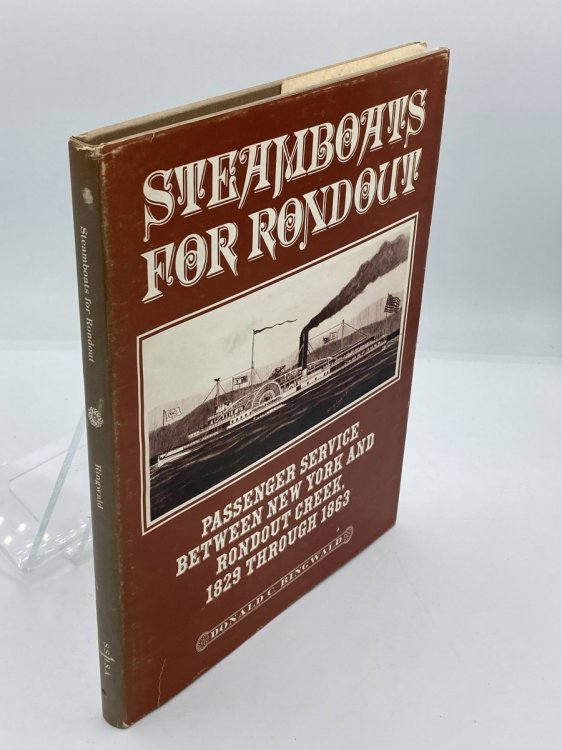 STEAMBOATS
FOR RONDOUT
PASSENGER SERVICE
BETWEEN NEW YORK AND
RONDOUT CREEK,
1829 THROUGH 1863
DONALD C. RINGWALD
Steamboats for Rondout
Ringwald
SSHSA